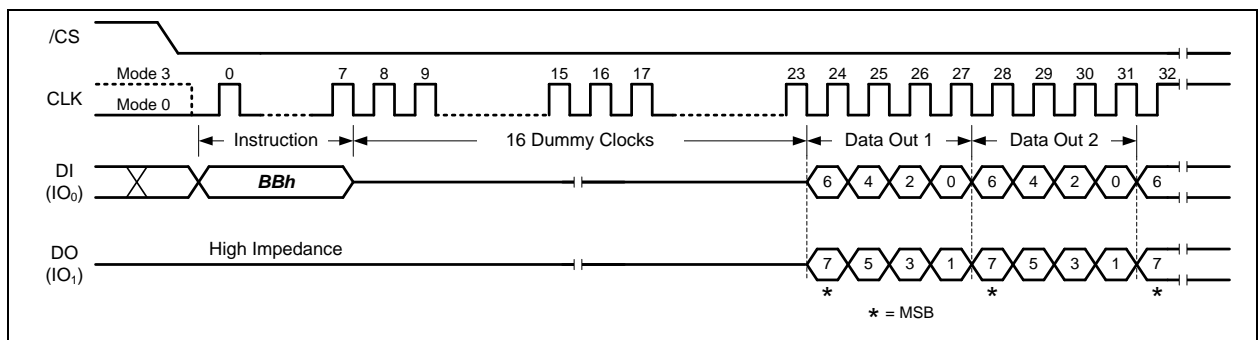 /CS
Mode 3 0 7 8 9 15 16 17 23 24 25 26 27 28 29 30 31 32
CLK
Mode 0
Instruction 16 Dummy Clocks Data Out 1 Data Out 2
DI
(IO0)
BBh 6 4 2 0 6 4 2 0 6
DO
(IO1)
High Impedance
7 5 3 1 7 5 3 1 7
* * *
* = MSB